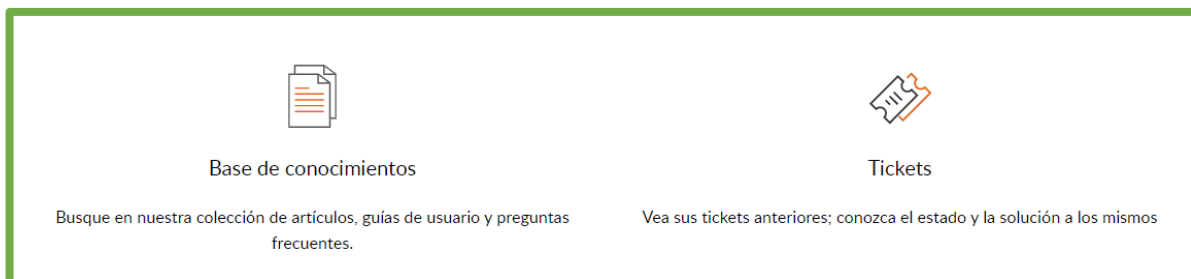 Base de conocimientos
Busque en nuestra colección de artículos, guías de usuario y preguntas
frecuentes.
Tickets
Vea sus tickets anteriores; conozca el estado y la solución a los mismos